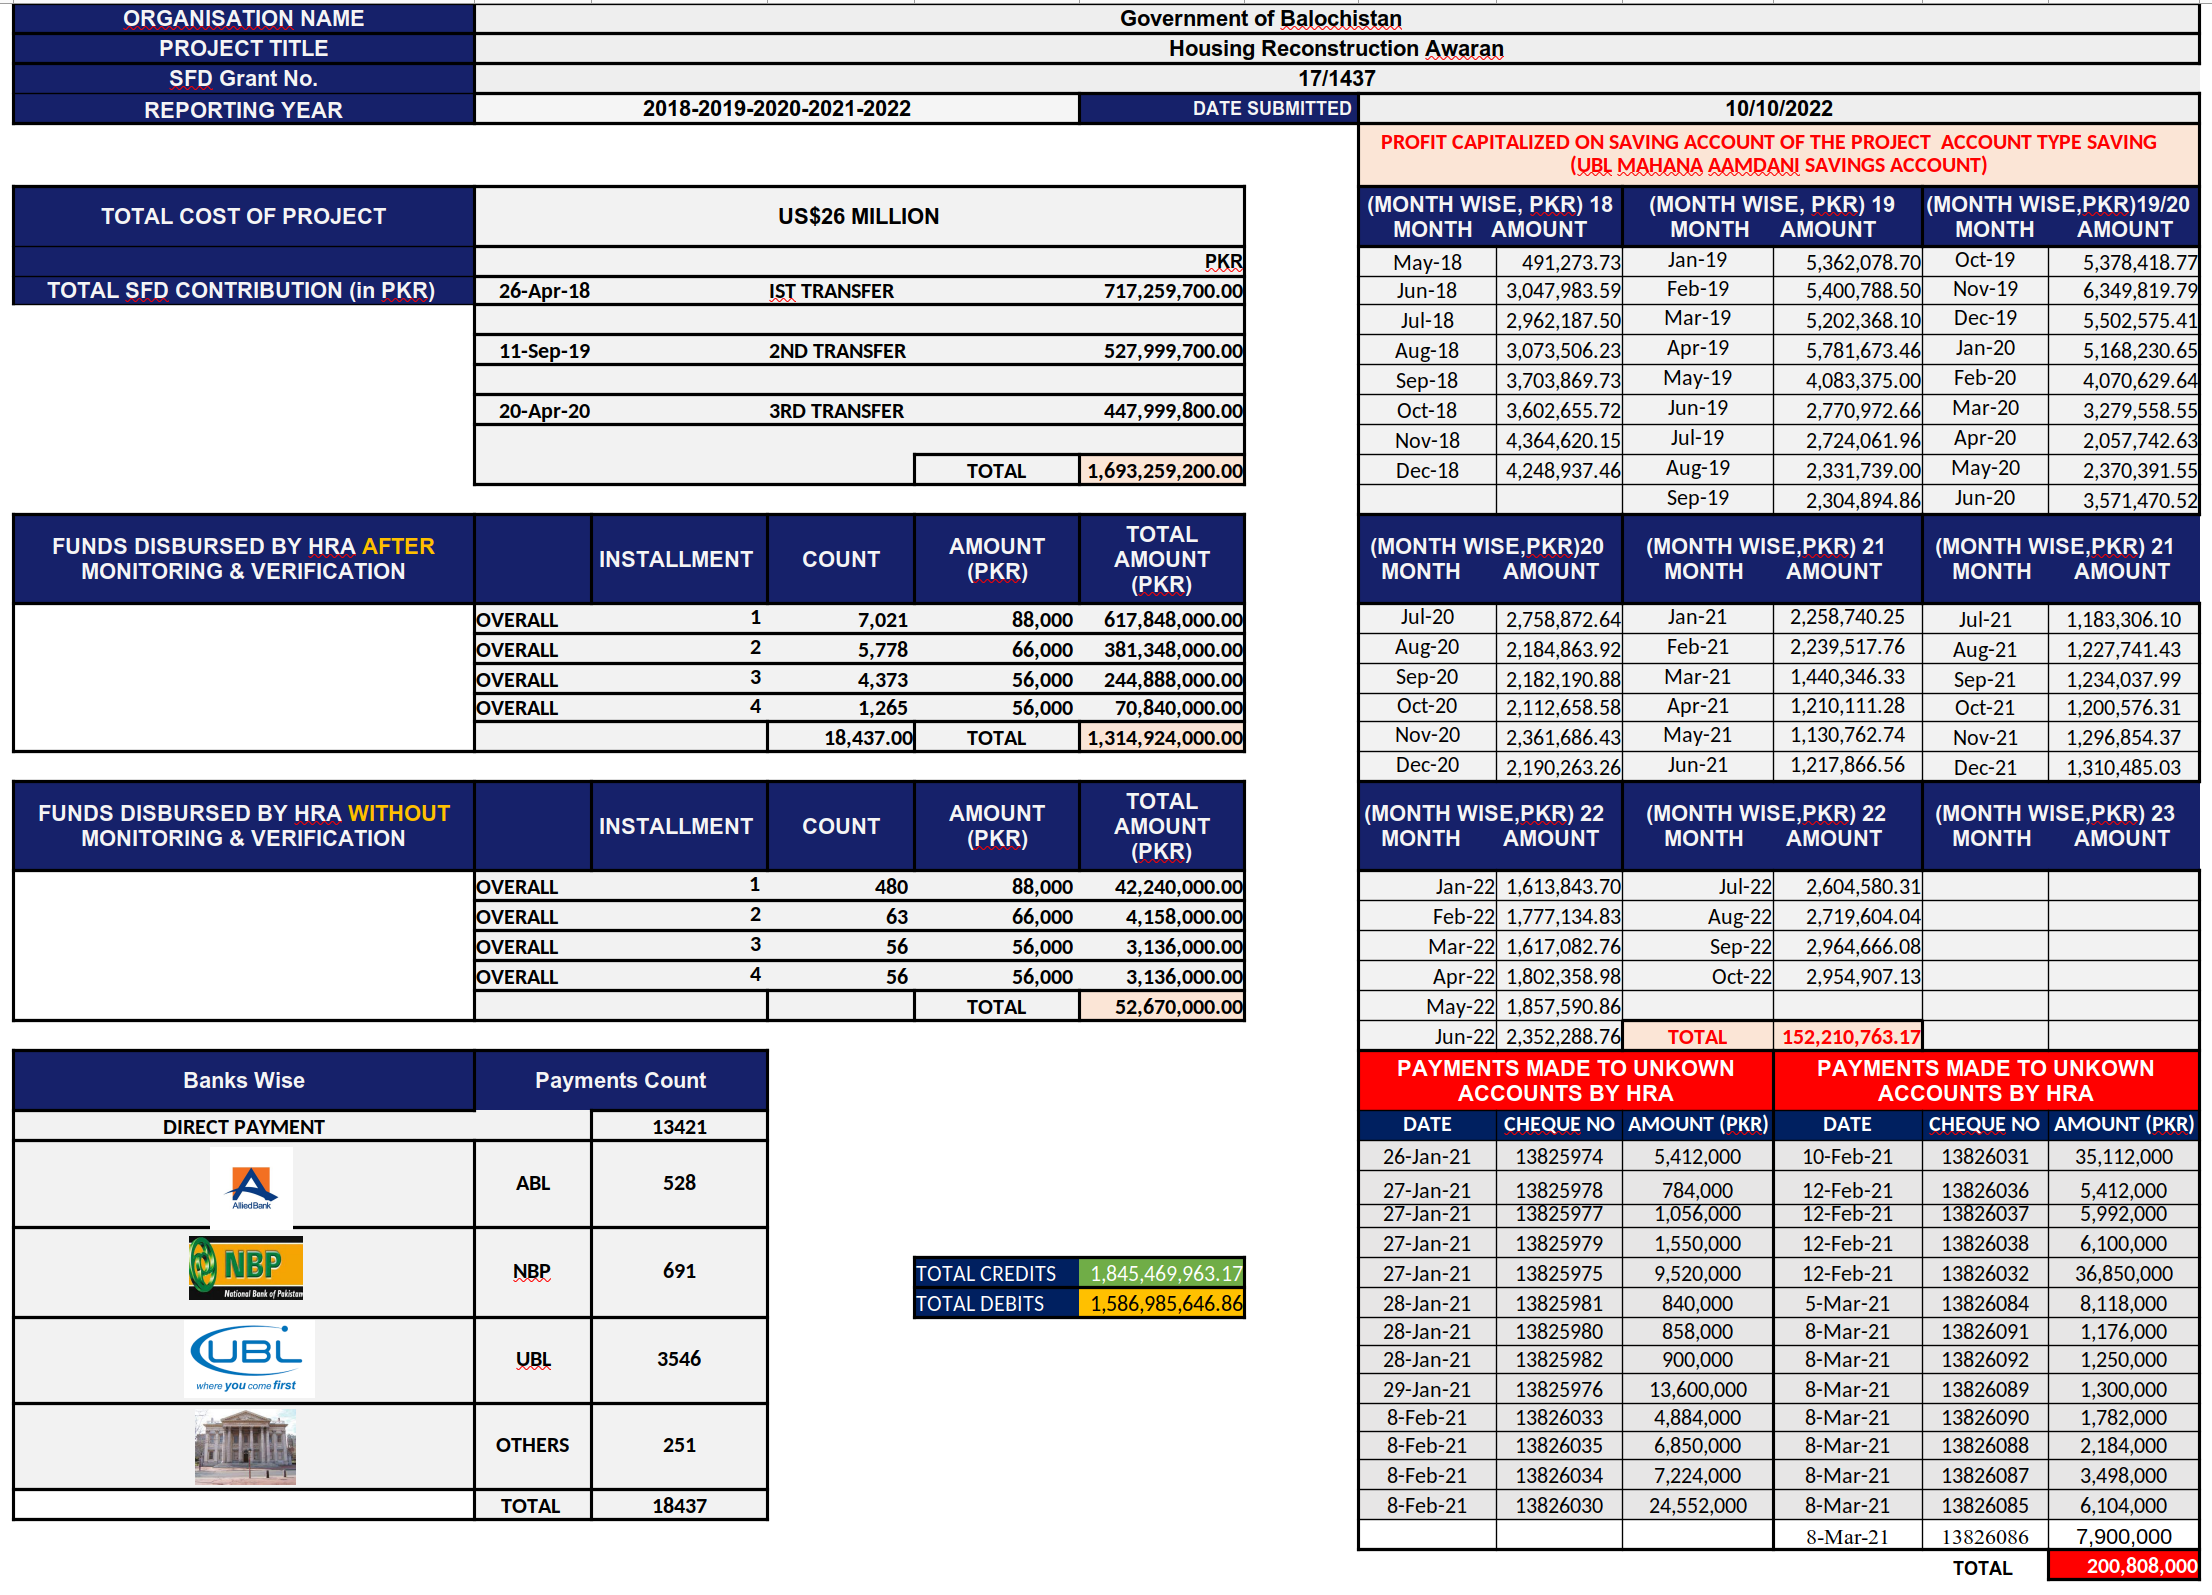 ORGANISATION NAME Government of Balochistan
PROJECT TITLE Housing Reconstruction Awaran
SFD Grant No. 17/1437
REPORTING YEAR 2018-2019-2020-2021-2022 DATE SUBMITTED 10/10/2022
PROFIT CAPITALIZED ON SAVING ACCOUNT OF THE PROJECT ACCOUNT TYPE SAVING
(UBL MAHANA AAMDANI SAVINGS ACCOUNT)
TOTAL COST OF PROJECT US$26 MILLION
PKR
TOTAL SFD CONTRIBUTION (in PKR) 26-Apr-18 IST TRANSFER 717,259,700.00
11-Sep-19 2ND TRANSFER 527,999,700.00
20-Apr-20 3RD TRANSFER 447,999,800.00
TOTAL 1,693,259,200.00
(MONTH WISE, PKR) 18 (MONTH WISE, PKR) 19 (MONTH WISE,PKR)19/20
MONTH AMOUNT MONTH AMOUNT MONTH AMOUNT
May-18 491,273.73 Jan-19 5,362,078.70 Oct-19 5,378,418.77
Jun-18 3,047,983.59 Feb-19 5,400,788.50 Nov-19 6,349,819.79
Jul-18 2,962,187.50 Mar-19 5,202,368.10 Dec-19 5,502,575.41
Aug-18 3,073,506.23 Apr-19 5,781,673.46 Jan-20 5,168,230.65
Sep-18 3,703,869.73 May-19 4,083,375.00 Feb-20 4,070,629.64
Oct-18 3,602,655.72 Jun-19 2,770,972.66 Mar-20 3,279,558.55
Nov-18 4,364,620.15 Jul-19 2,724,061.96 Apr-20 2,057,742.63
Dec-18 4,248,937.46 Aug-19 2,331,739.00 May-20 2,370,391.55
Sep-19 2,304,894.86 Jun-20 3,571,470.52
FUNDS DISBURSED BY HRA AFTER
MONITORING & VERIFICATION
INSTALLMENT COUNT AMOUNT (PKR) TOTAL AMOUNT (PKR)
OVERALL 1 7,021 88,000 617,848,000.00
OVERALL 2 5,778 66,000 381,348,000.00
OVERALL 3 4,373 56,000 244,888,000.00
OVERALL 4 1,265 56,000 70,840,000.00
18,437.00 TOTAL 1,314,924,000.00
(MONTH WISE,PKR)20 (MONTH WISE,PKR) 21 (MONTH WISE,PKR) 21
MONTH AMOUNT MONTH AMOUNT MONTH AMOUNT
Jul-20 2,758,872.64 Jan-21 2,258,740.25 Jul-21 1,183,306.10
Aug-20 2,184,863.92 Feb-21 2,239,517.76 Aug-21 1,227,741.43
Sep-20 2,182,190.88 Mar-21 1,440,346.33 Sep-21 1,234,037.99
Oct-20 2,112,658.58 Apr-21 1,210,111.28 Oct-21 1,200,576.31
Nov-20 2,361,686.43 May-21 1,130,762.74 Nov-21 1,296,854.37
Dec-20 2,190,263.26 Jun-21 1,217,866.56 Dec-21 1,310,485.03
FUNDS DISBURSED BY HRA WITHOUT
MONITORING & VERIFICATION
INSTALLMENT COUNT AMOUNT (PKR) TOTAL AMOUNT (PKR)
OVERALL 1 480 88,000 42,240,000.00
OVERALL 2 63 66,000 4,158,000.00
OVERALL 3 56 56,000 3,136,000.00
OVERALL 4 56 56,000 3,136,000.00
TOTAL 52,670,000.00
(MONTH WISE,PKR) 22 (MONTH WISE,PKR) 22 (MONTH WISE,PKR) 23
MONTH AMOUNT MONTH AMOUNT MONTH AMOUNT
Jan-22 1,613,843.70 Jul-22 2,604,580.31
Feb-22 1,777,134.83 Aug-22 2,719,604.04
Mar-22 1,617,082.76 Sep-22 2,964,666.08
Apr-22 1,802,358.98 Oct-22 2,954,907.13
May-22 1,857,590.86
Jun-22 2,352,288.76 TOTAL 152,210,763.17
Banks Wise Payments Count
DIRECT PAYMENT 13421
Allied Bank ABL 528
NBP National Bank of Pakistan NBP 691
UBL where you come first UBL 3546
OTHERS 251
TOTAL 18437
TOTAL CREDITS 1,845,469,963.17
TOTAL DEBITS 1,586,985,646.86
PAYMENTS MADE TO UNKOWN PAYMENTS MADE TO UNKOWN
ACCOUNTS BY HRA ACCOUNTS BY HRA
DATE CHEQUE NO AMOUNT (PKR) DATE CHEQUE NO AMOUNT (PKR)
26-Jan-21 13825974 5,412,000 10-Feb-21 13826031 35,112,000
27-Jan-21 13825978 784,000 12-Feb-21 13826036 5,412,000
27-Jan-21 13825977 1,056,000 12-Feb-21 13826037 5,992,000
27-Jan-21 13825979 1,550,000 12-Feb-21 13826038 6,100,000
27-Jan-21 13825975 9,520,000 12-Feb-21 13826032 36,850,000
28-Jan-21 13825981 840,000 5-Mar-21 13826084 8,118,000
28-Jan-21 13825980 858,000 8-Mar-21 13826091 1,176,000
28-Jan-21 13825982 900,000 8-Mar-21 13826092 1,250,000
29-Jan-21 13825976 13,600,000 8-Mar-21 13826089 1,300,000
8-Feb-21 13826033 4,884,000 8-Mar-21 13826090 1,782,000
8-Feb-21 13826035 6,850,000 8-Mar-21 13826088 2,184,000
8-Feb-21 13826034 7,224,000 8-Mar-21 13826087 3,498,000
8-Feb-21 13826030 24,552,000 8-Mar-21 13826085 6,104,000
8-Mar-21 13826086 7,900,000
TOTAL 200,808,000